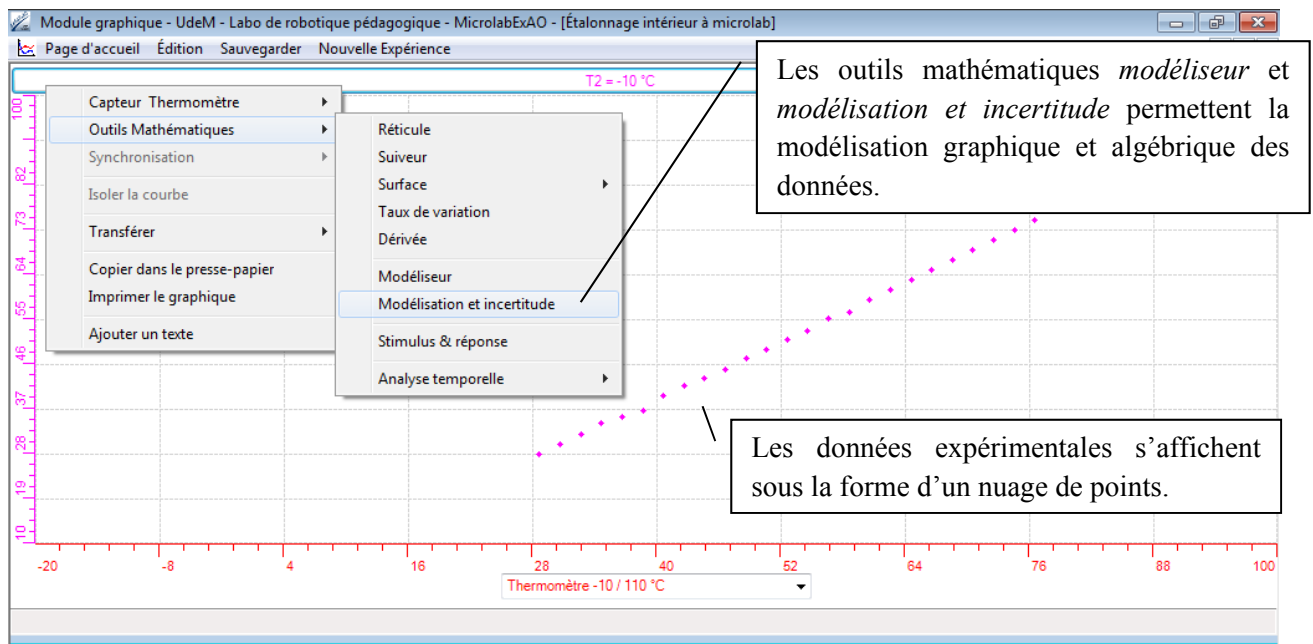 Module graphique - UdeM - Labo de robotique pédagogique - MicrolabExAO - [Étalonnage intérieur à microlab]
Page d'accueil Édition Sauvegarder Nouvelle Expérience
T2 = -10 °C
Les outils mathématiques modéliseur et
modélisation et incertitude permettent la
modélisation graphique et algébrique des
données.
Capteur Thermomètre
Outils Mathématiques
Synchronisation
Isoler la courbe
Transférer
Copier dans le presse-papier
Imprimer le graphique
Ajouter un texte
Réticule
Suiveur
Surface
Taux de variation
Dérivée
Modéliseur
Modélisation et incertitude
Stimulus & réponse
Analyse temporelle
Les données expérimentales s'affichent
sous la forme d'un nuage de points.
100
82
73
64
55
46
37
28
19
10
-20 -8 4 16 28 40 52 64 76 88 100
Thermomètre -10 / 110 °C